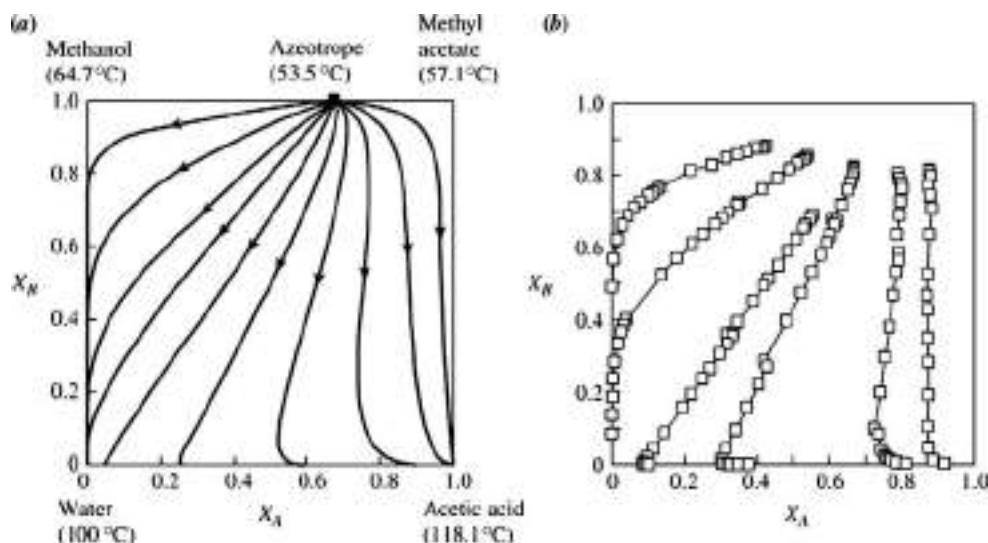 (a)
Methanol
(64.7°C)
Azeotrope
(53.5°C)
Methyl
acetate
(57.1°C)
1.0
0.8
0.6
X_B
0.4
0.2
0
0 0.2 0.4 0.6 0.8 1.0
Water
(100 °C)
X_A
Acetic acid
(118.1°C)
(b)
1.0
0.8
0.6
X_B
0.4
0.2
0
0 0.2 0.4 0.6 0.8 1.0
X_A